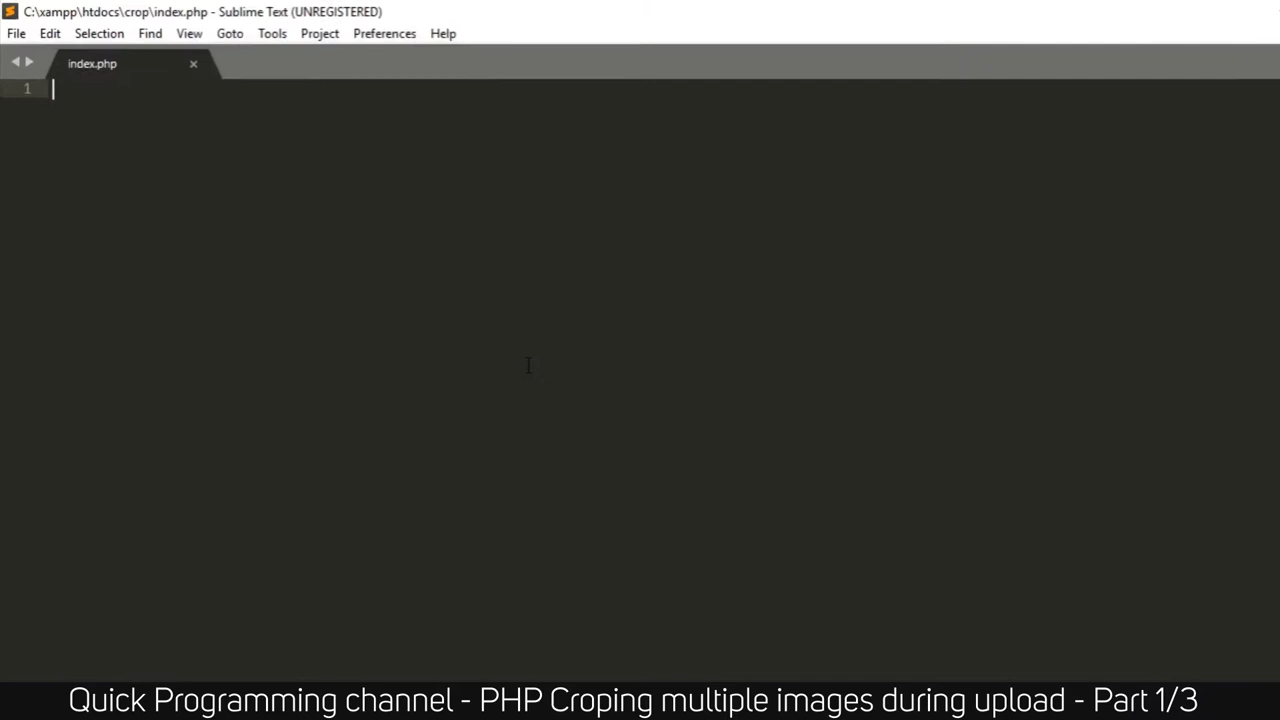 C:\xampp\htdocs\crop\index.php - Sublime Text (UNREGISTERED)
File Edit Selection Find View Goto Tools Project Preferences Help
index.php
1
Quick Programming channel - PHP Croping multiple images during upload - Part 1/3